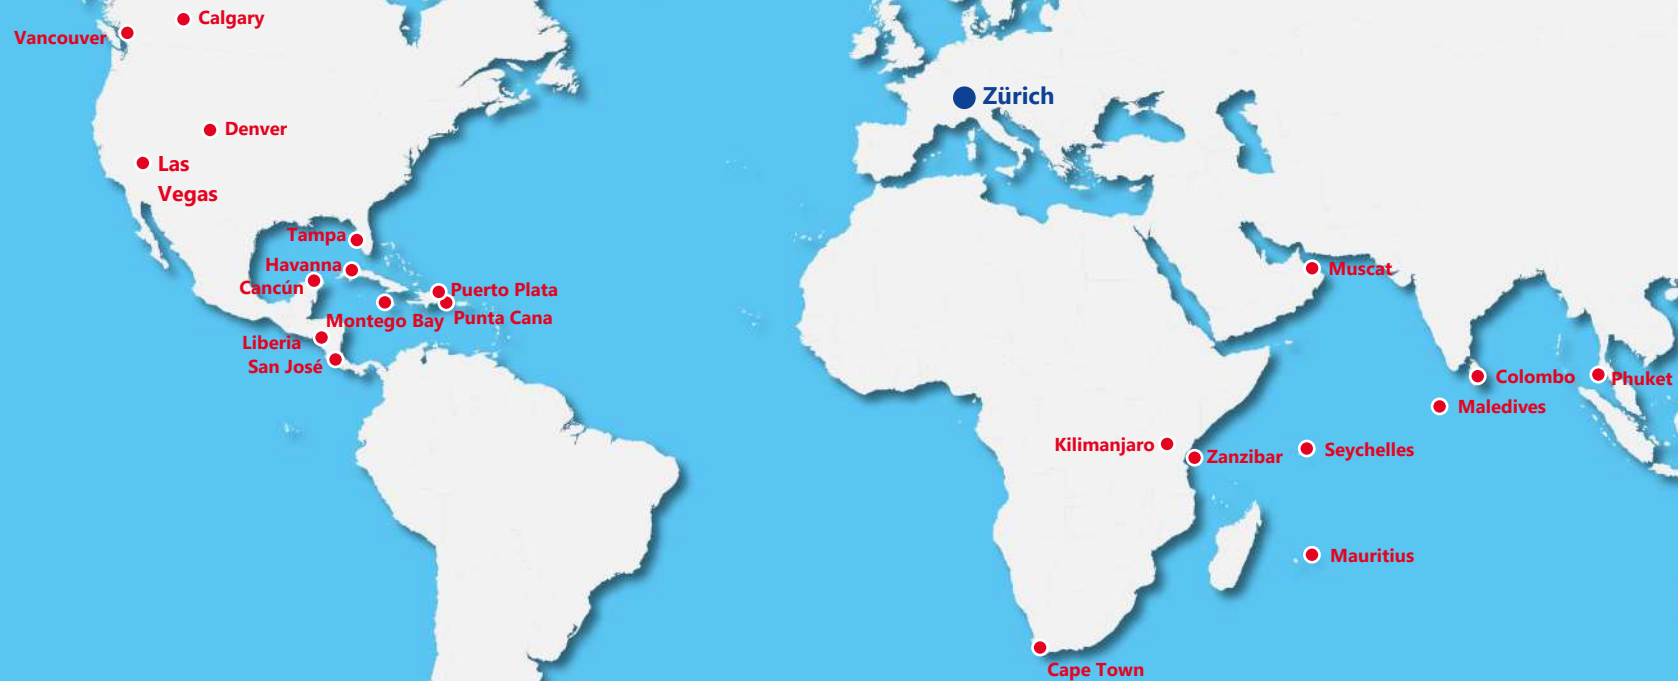 Calgary
Vancouver
Zürich
Denver
Las
Vegas
Tampa
Havanna
Cancún
Puerto Plata
Montego Bay
Punta Cana
Liberia
San José
Muscat
Colombo
Phuket
Maledives
Kilimanjaro
Zanzibar
Seychelles
Mauritius
Cape Town